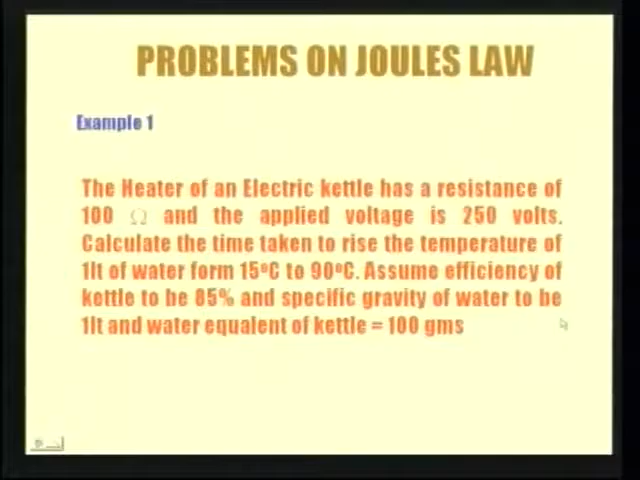 PROBLEMS ON JOULES LAW
Example 1
The Heater of an Electric kettle has a resistance of
100 Ω and the applied voltage is 250 volts.
Calculate the time taken to rise the temperature of
1lt of water form 15ºC to 90ºC. Assume efficiency of
kettle to be 85% and specific gravity of water to be
1lt and water equalent of kettle = 100 gms